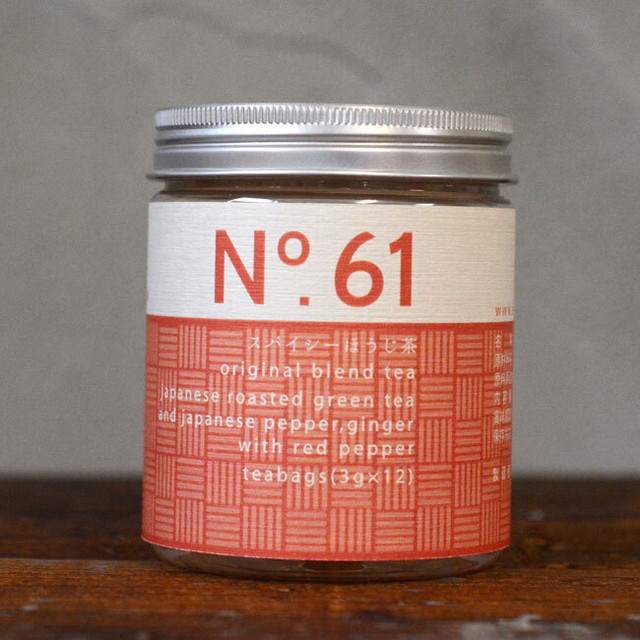 Nº. 61
スパイシーほうじ茶
original blend tea
japanese roasted green tea
and japanese pepper,ginger
with red pepper
teabags(3g×12)